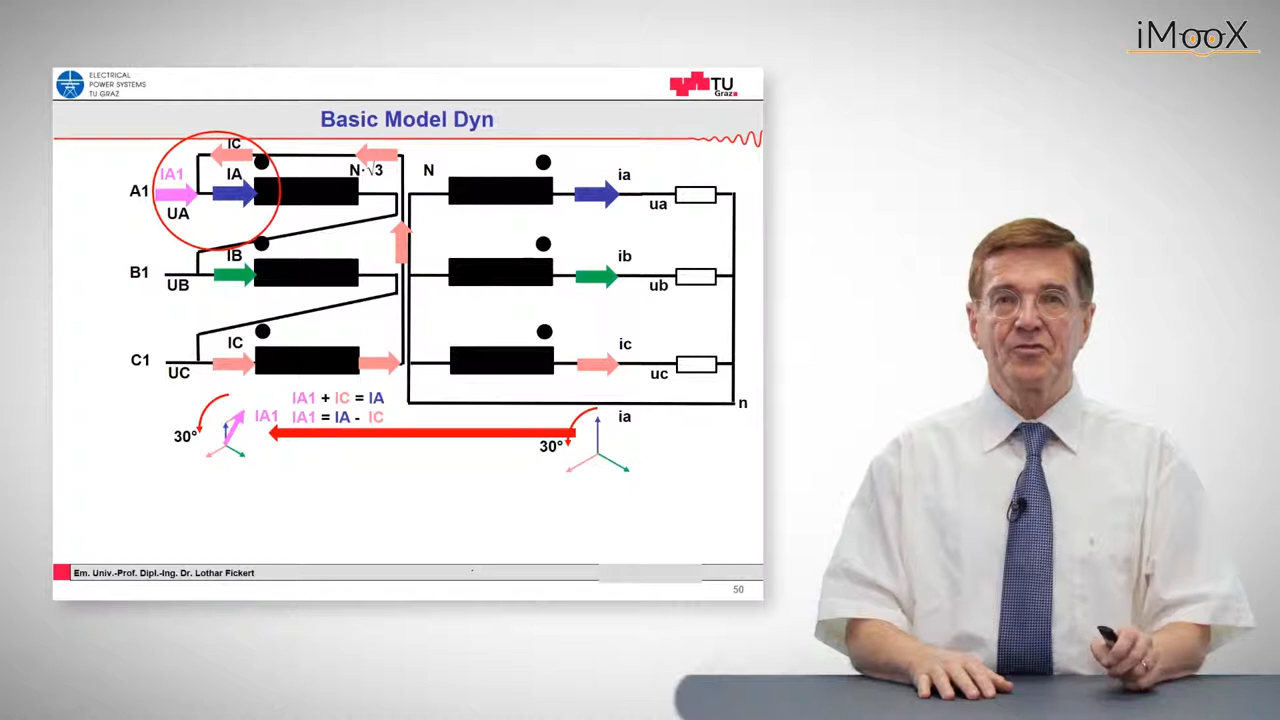 iMooX
ELECTRICAL
POWER SYSTEMS
TU GRAZ
TU
Graz
Basic Model Dyn
IC
IA1
IA
N·√3
N
ia
A1
UA
ua
IB
ib
B1
UB
ub
IC
ic
C1
UC
uc
IA1 + IC = IA
n
IA1
IA1 = IA - IC
ia
30°
30°
Em. Univ.-Prof. Dipl.-Ing. Dr. Lothar Fickert
50